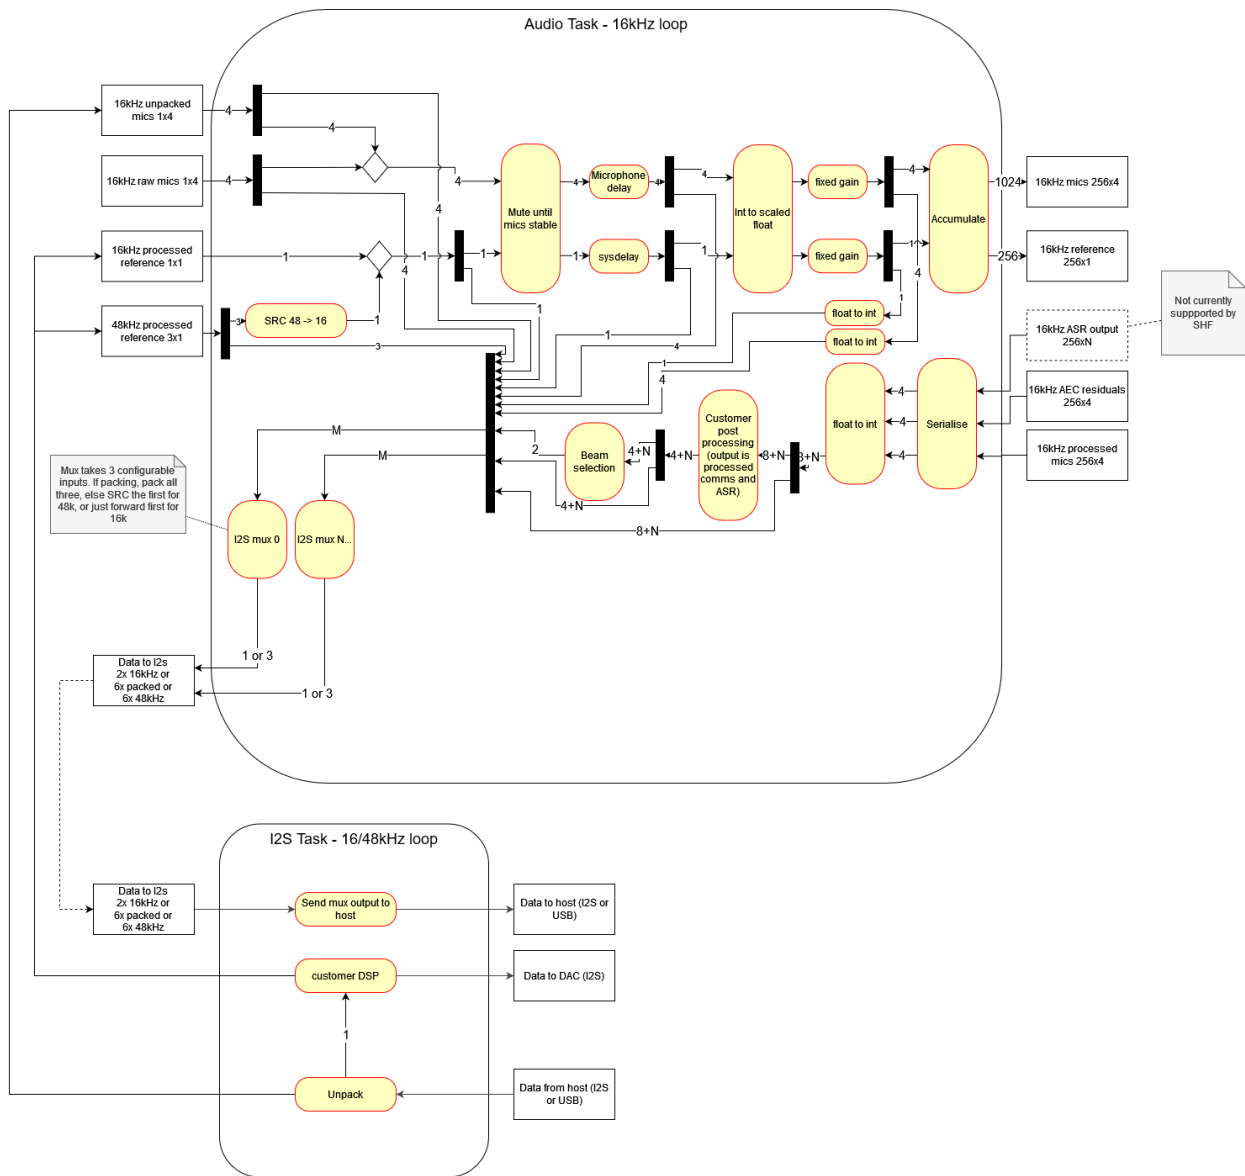 Audio Task - 16kHz loop
16kHz unpacked
mics 1x4
4
4
4
16kHz raw mics 1x4
4
4
4
Mute until
mics stable
4
Microphone
delay
4
4
Int to scaled
float
fixed gain
4
Accumulate
1024
16kHz mics 256x4
16kHz processed
reference 1x1
1
1
1
1
sysdelay
1
fixed gain
1
4
256
16kHz reference
256x1
48kHz processed
reference 3x1
3
SRC 48 -> 16
1
3
1
1
4
1
4
1
float to int
float to int
16kHz ASR output
256xN
Not currently
suppported by
SHF
16kHz AEC residuals
256x4
16kHz processed
mics 256x4
Serialise
4
4
4
float to int
8+N
8+N
Customer
post
processing
(output is
processed
comms and
ASR)
4+N
4+N
Beam
selection
2
4+N
8+N
M
M
Mux takes 3 configurable
inputs. If packing, pack all
three, else SRC the first for
48k, or just forward first for
16k
I2S mux 0
I2S mux N...
1 or 3
1 or 3
Data to I2s
2x 16kHz or
6x packed or
6x 48kHz
I2S Task - 16/48kHz loop
Data to I2s
2x 16kHz or
6x packed or
6x 48kHz
Send mux output to
host
Data to host (I2S or
USB)
customer DSP
Data to DAC (I2S)
1
Unpack
Data from host (I2S
or USB)